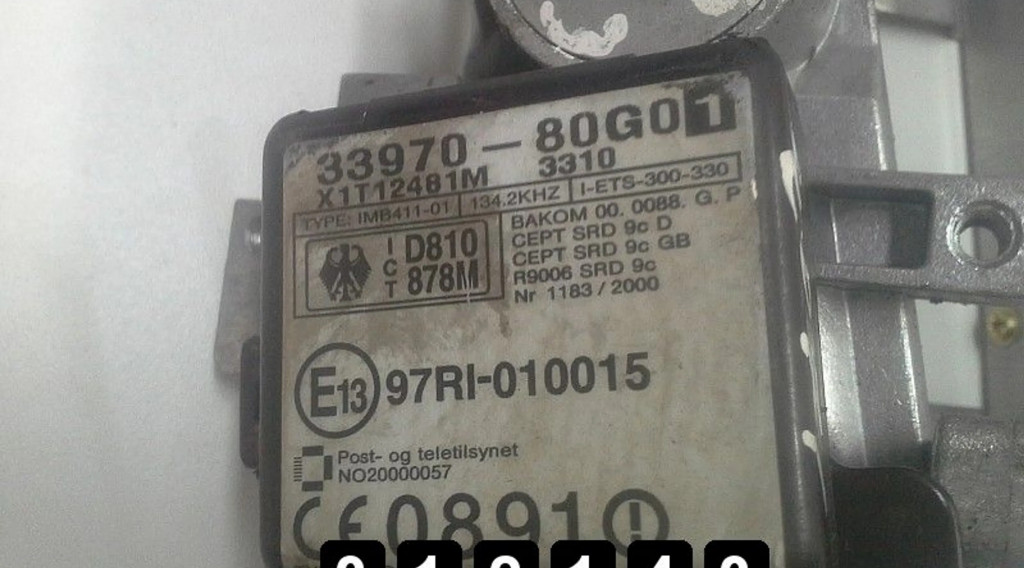 33970-80G01
X1T12481M 3310
TYPE: IMB411-01 134.2KHZ I-ETS-300-330
BAKOM 00. 0088. G. P
CEPT SRD 9c D
CEPT SRD 9c GB
R9006 SRD 9c
Nr 1183 / 2000
ICT D810
878M
E13 97RI-010015
Post- og teletilsynet
NO20000057
CE0891